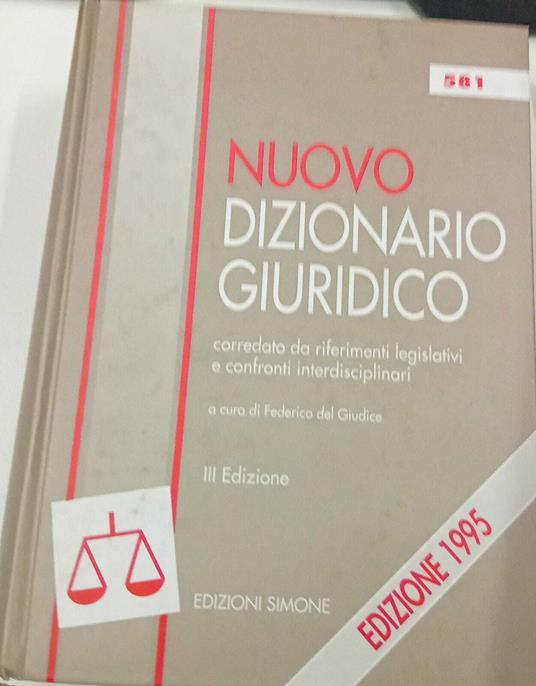 581
NUOVO
DIZIONARIO
GIURIDICO
corredato da riferimenti legislativi
e confronti interdisciplinari
a cura di Federico del Giudice
III Edizione
EDIZIONI SIMONE
EDIZIONE 1995